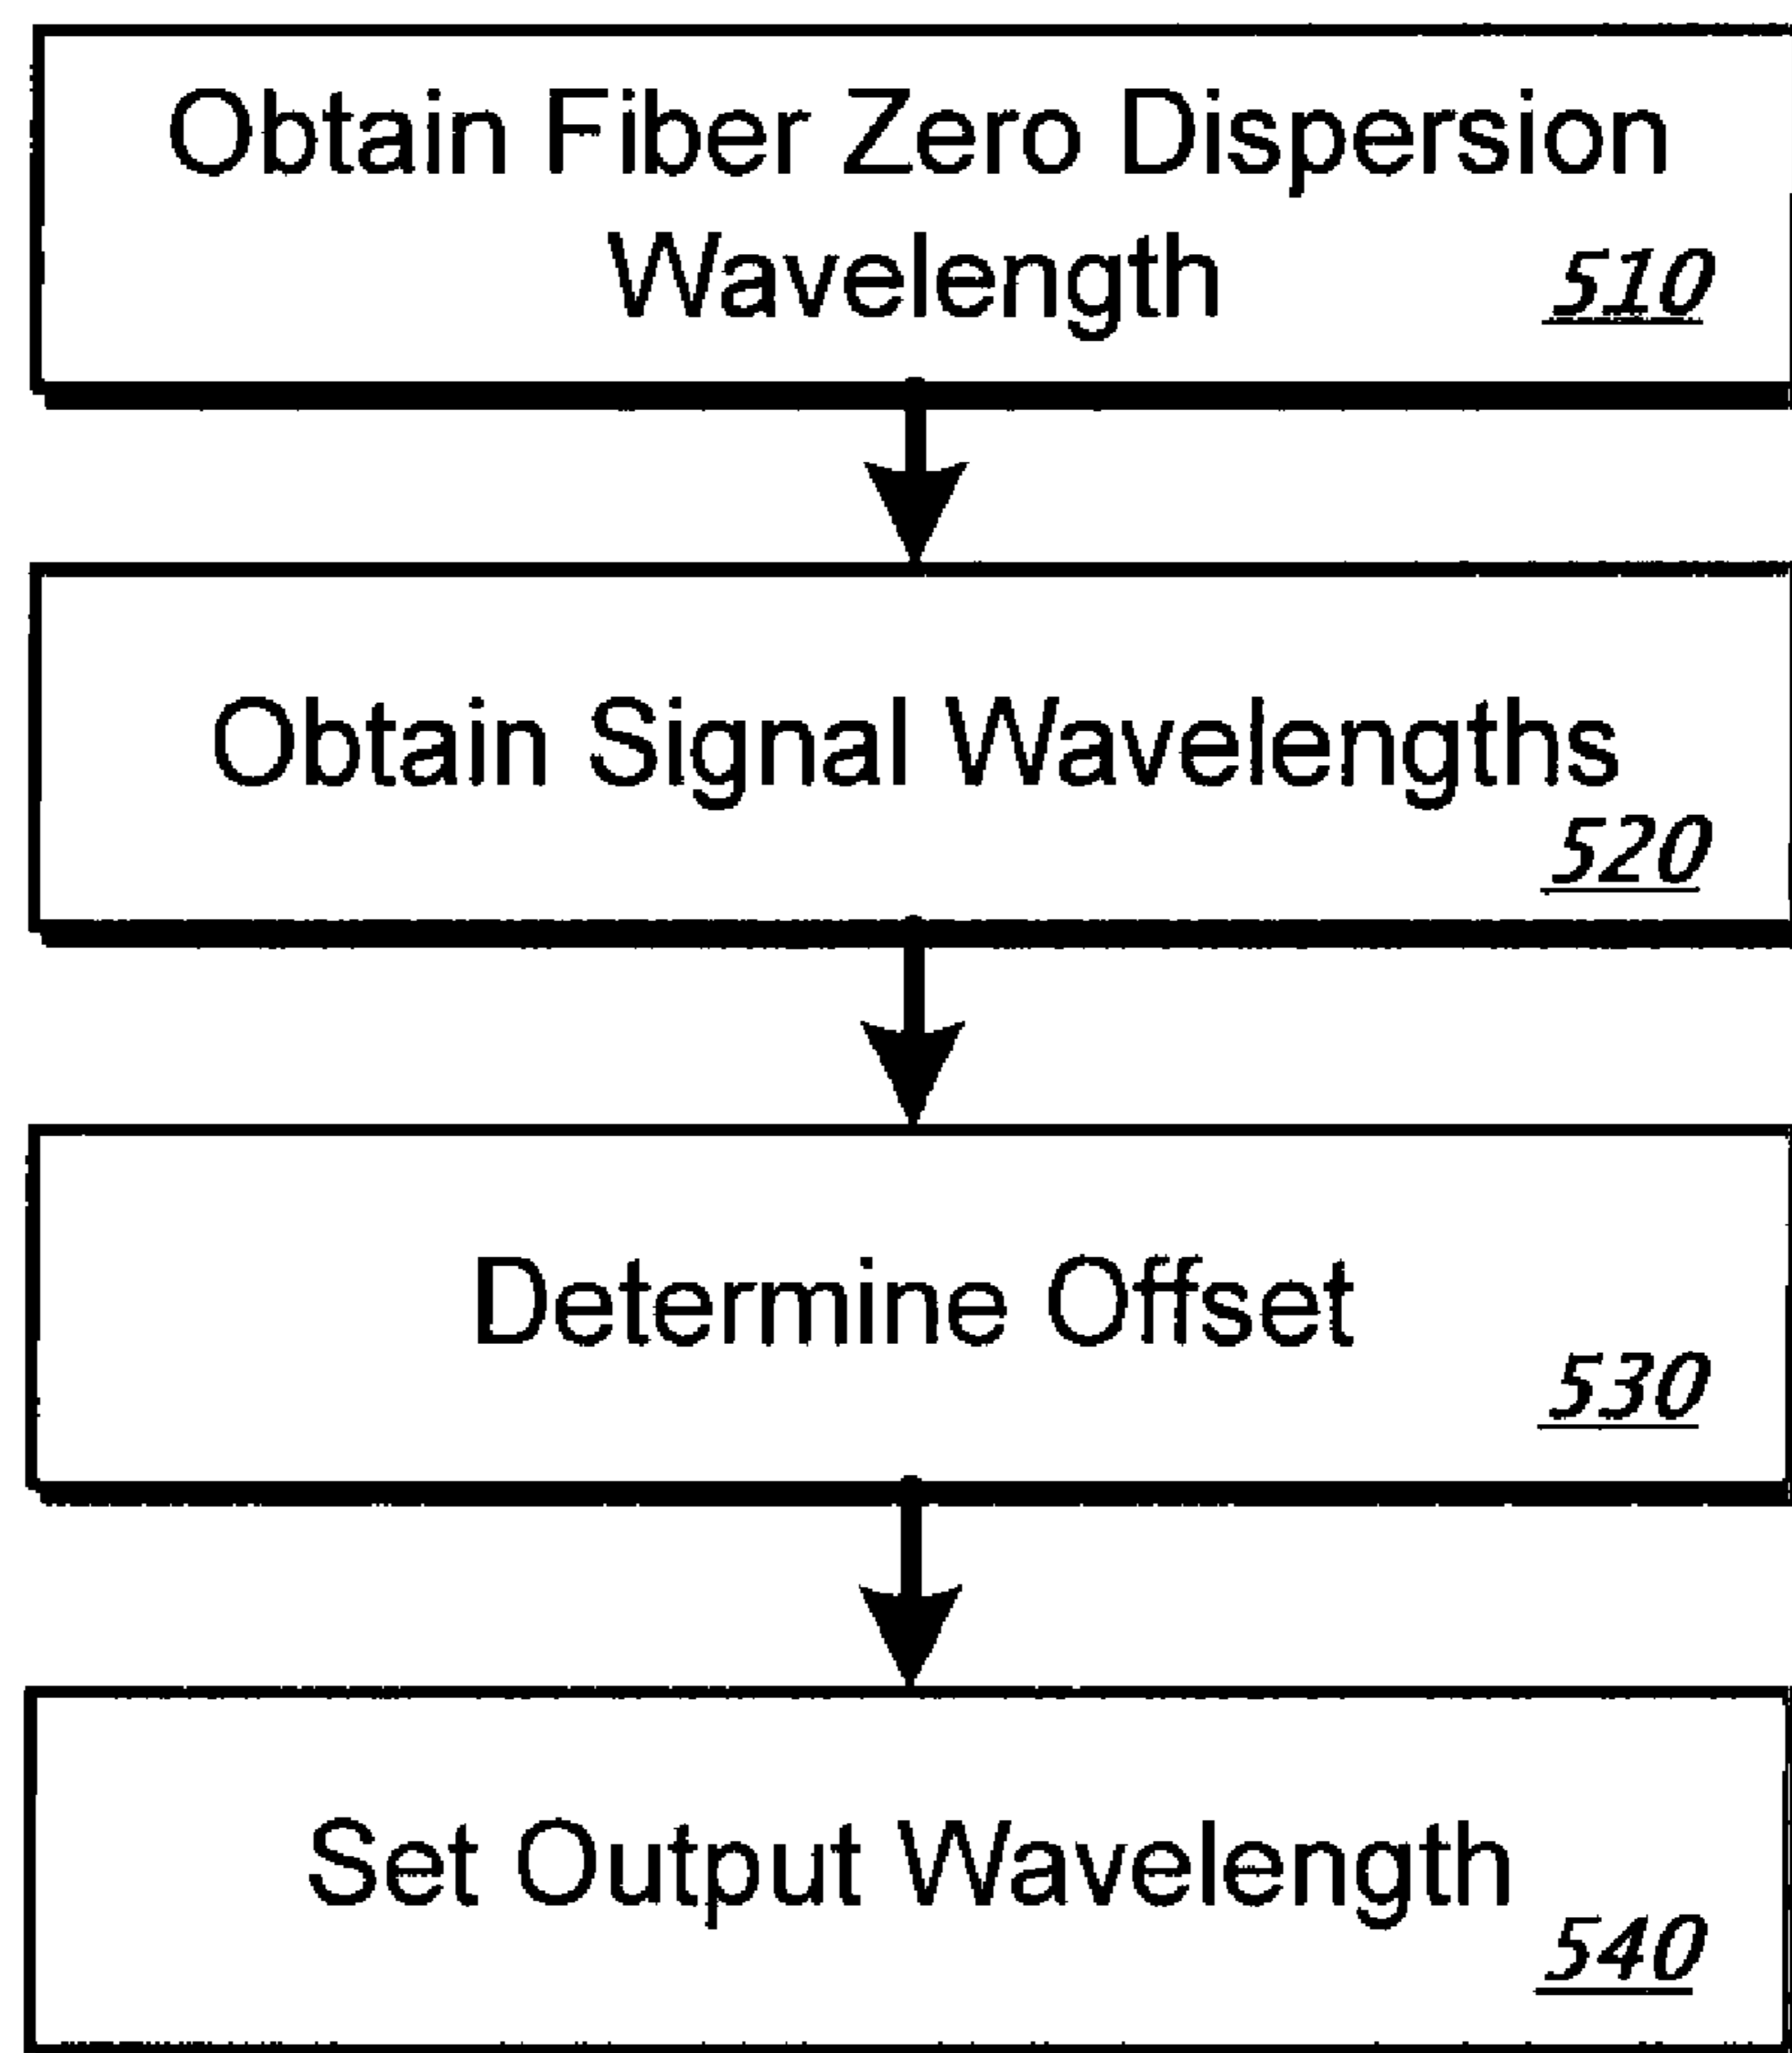 Obtain Fiber Zero Dispersion
Wavelength
510
Obtain Signal Wavelengths
520
Determine Offset
530
Set Output Wavelength
540